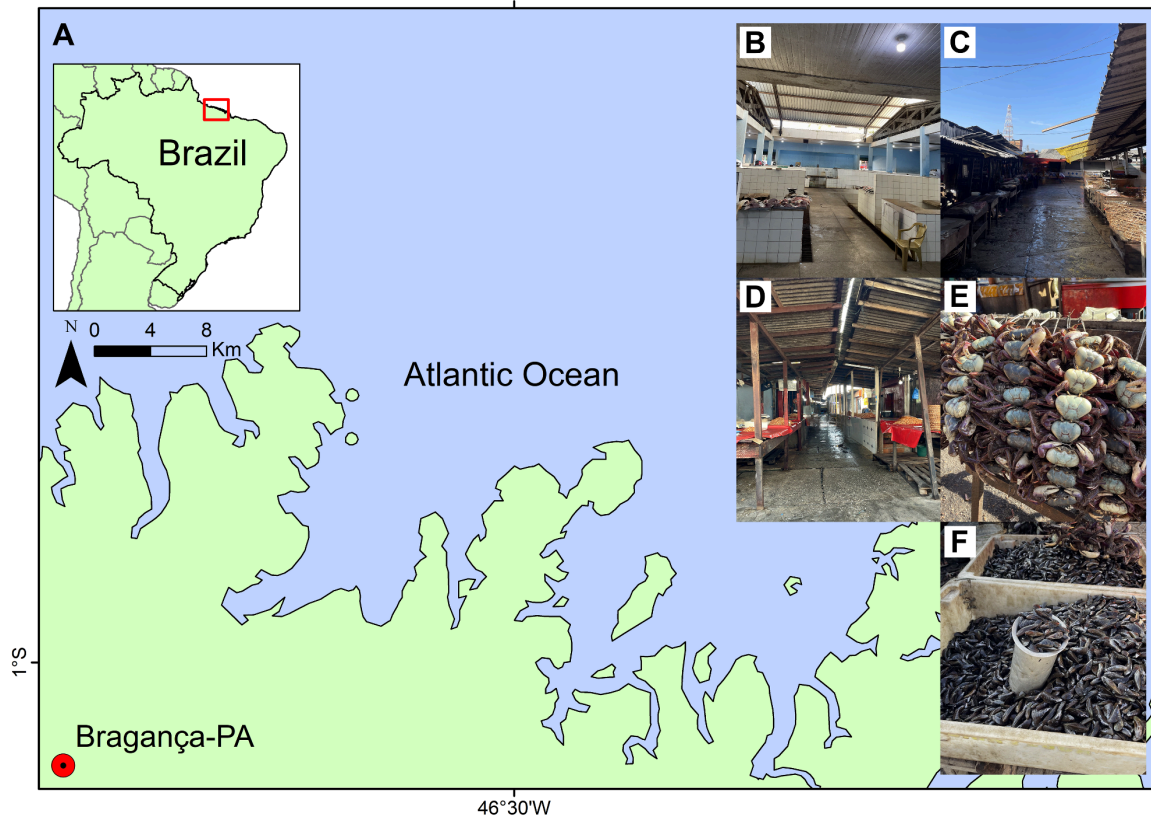 A
Brazil
N
0 4 8
Km
Atlantic Ocean
B
C
D
E
F
1°S
Bragança-PA
46°30'W